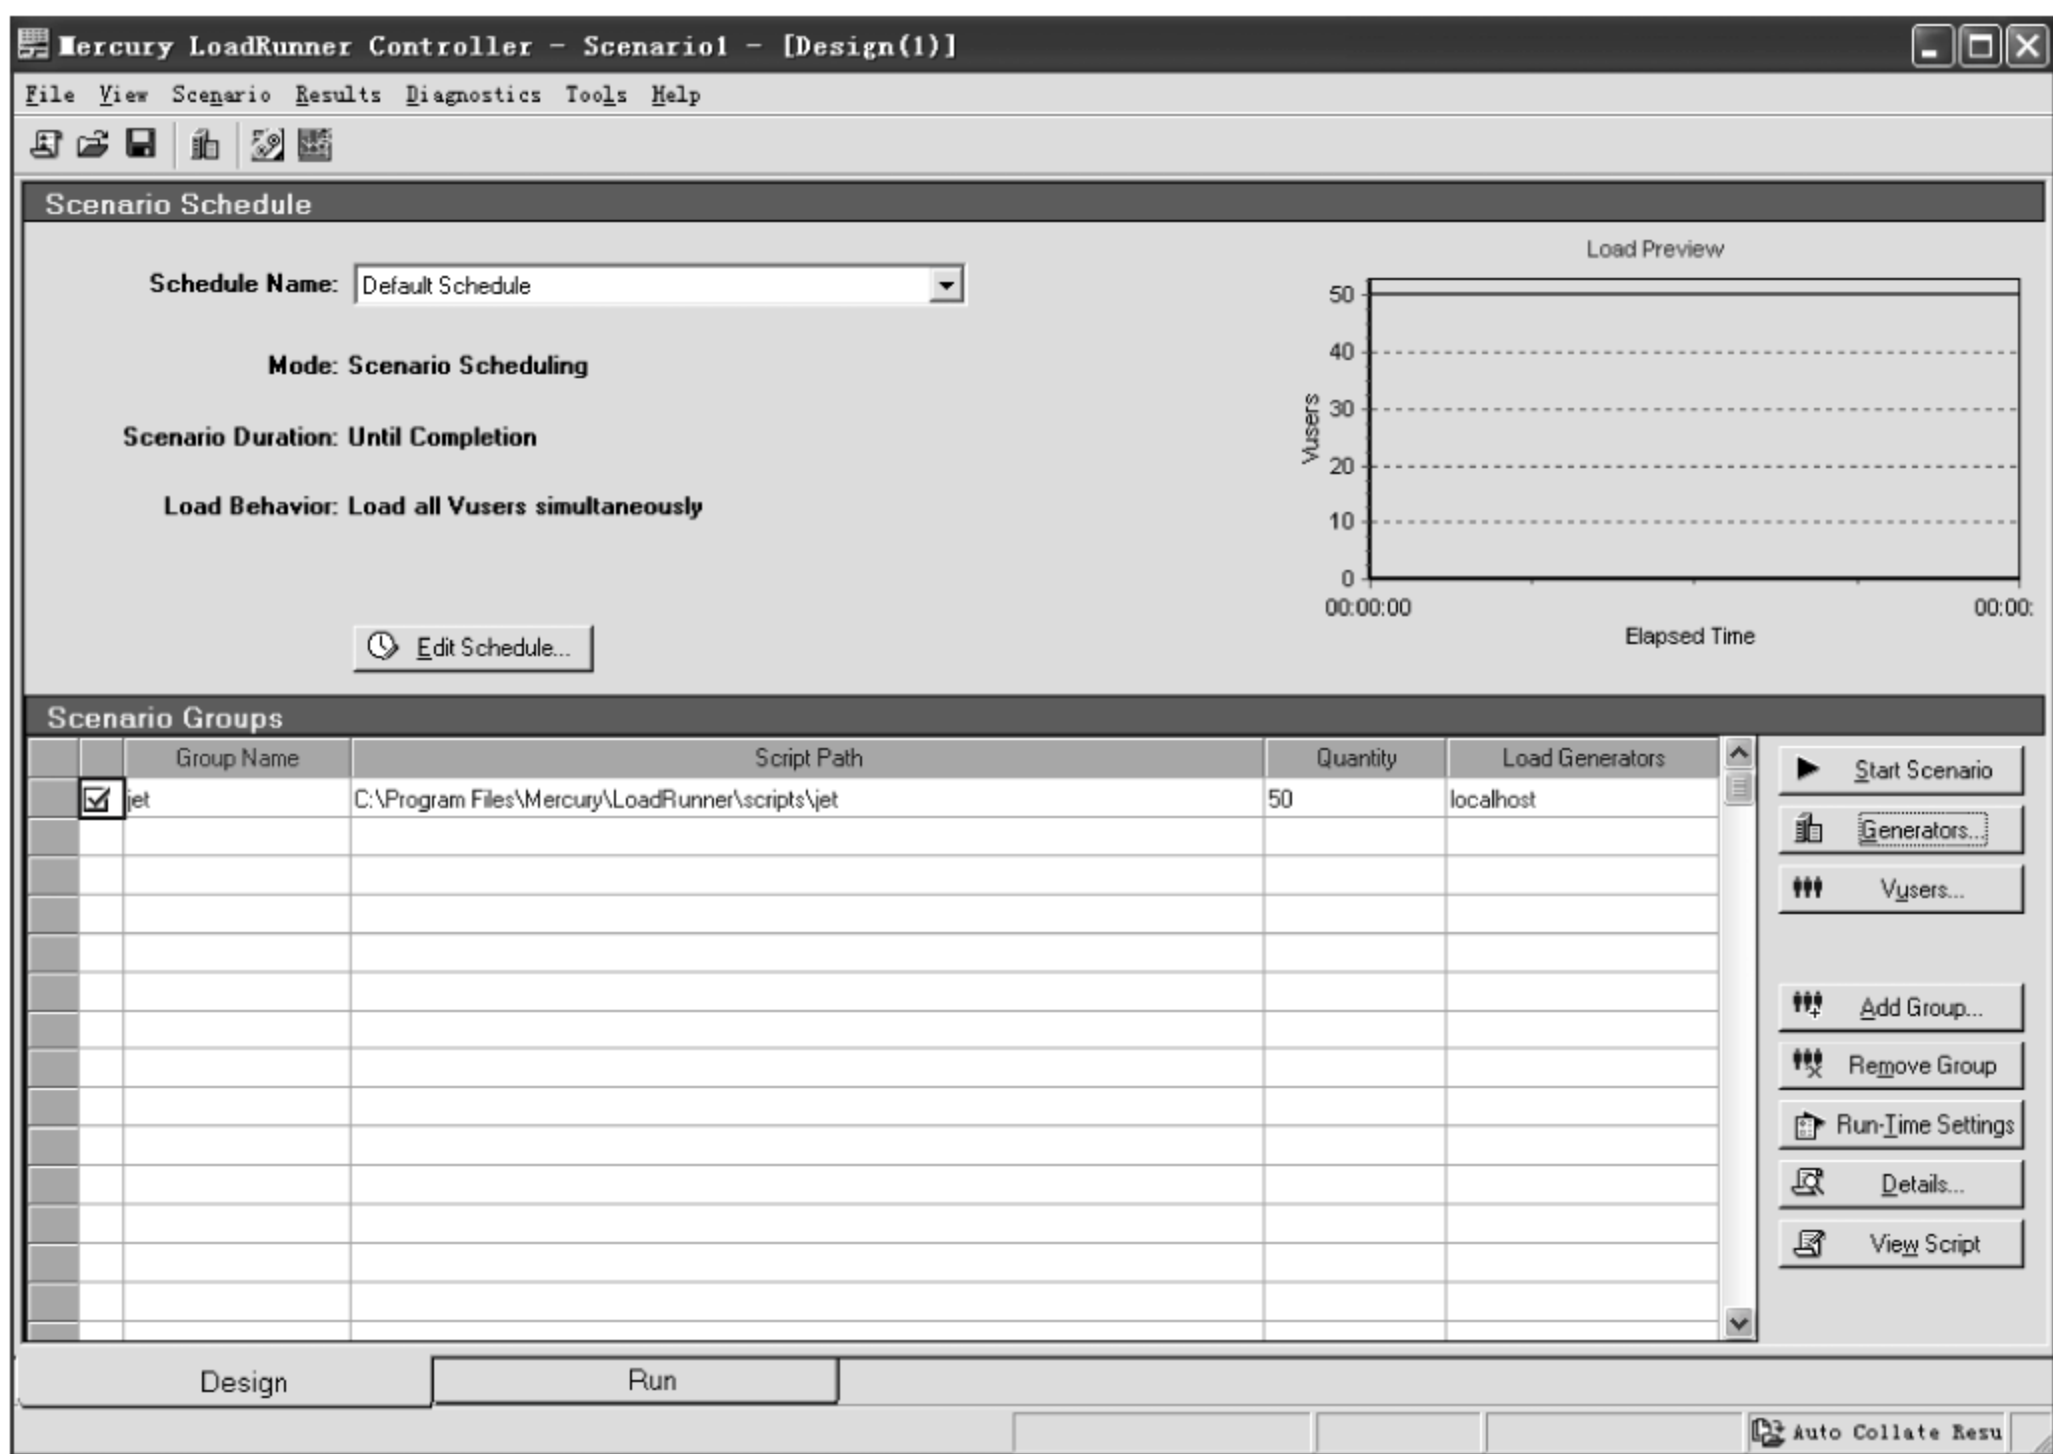 Mercury LoadRunner Controller - Scenario1 - [Design(1)]
File View Scenario Results Diagnostics Tools Help
Scenario Schedule
Schedule Name: Default Schedule
Mode: Scenario Scheduling
Scenario Duration: Until Completion
Load Behavior: Load all Vusers simultaneously
Edit Schedule...
Load Preview
50
40
30
20
10
0
Vusers
00:00:00 00:00:
Elapsed Time
Scenario Groups
Group Name Script Path Quantity Load Generators
jet C:\Program Files\Mercury\LoadRunner\scripts\jet 50 localhost
Start Scenario
Generators...
Vusers...
Add Group...
Remove Group
Run-Time Settings
Details...
View Script
Design Run
Auto Collate Resu